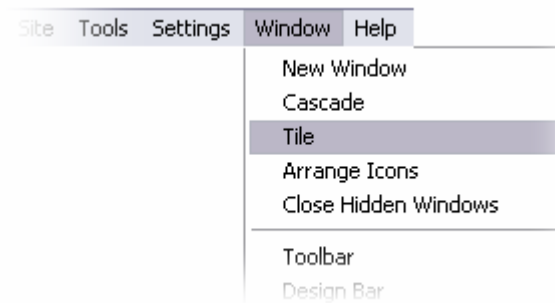 Site Tools Settings Window Help
New Window
Cascade
Tile
Arrange Icons
Close Hidden Windows
Toolbar
Design Bar